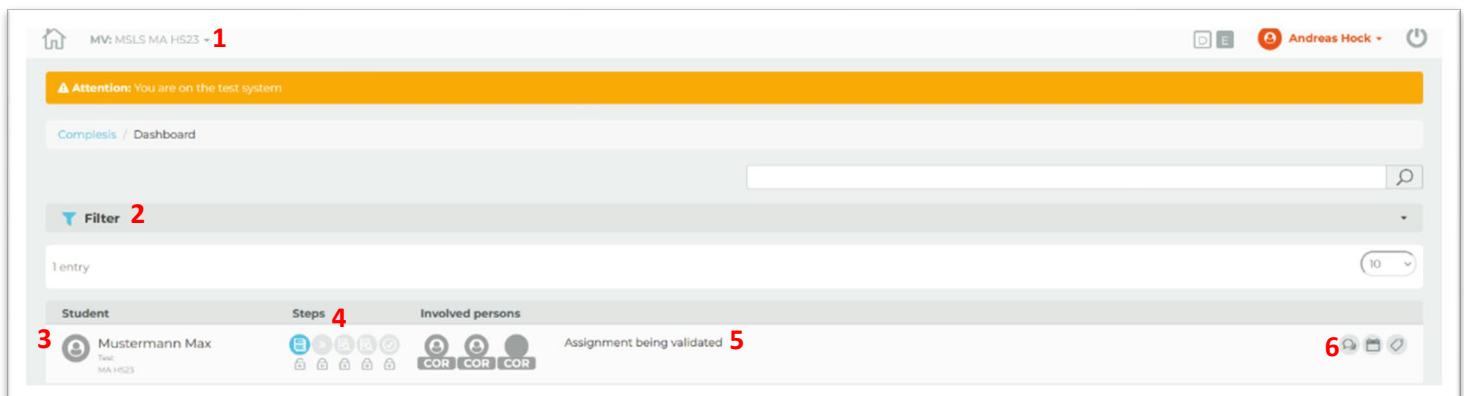 MV: MSLS MA HS23 1
D E Andreas Hock
Attention: You are on the test system
Complesis / Dashboard
Filter 2
1 entry
10
Student Steps 4 Involved persons
3 Mustermann Max COR COR COR Assignment being validated 5 6
Test
MA HS23